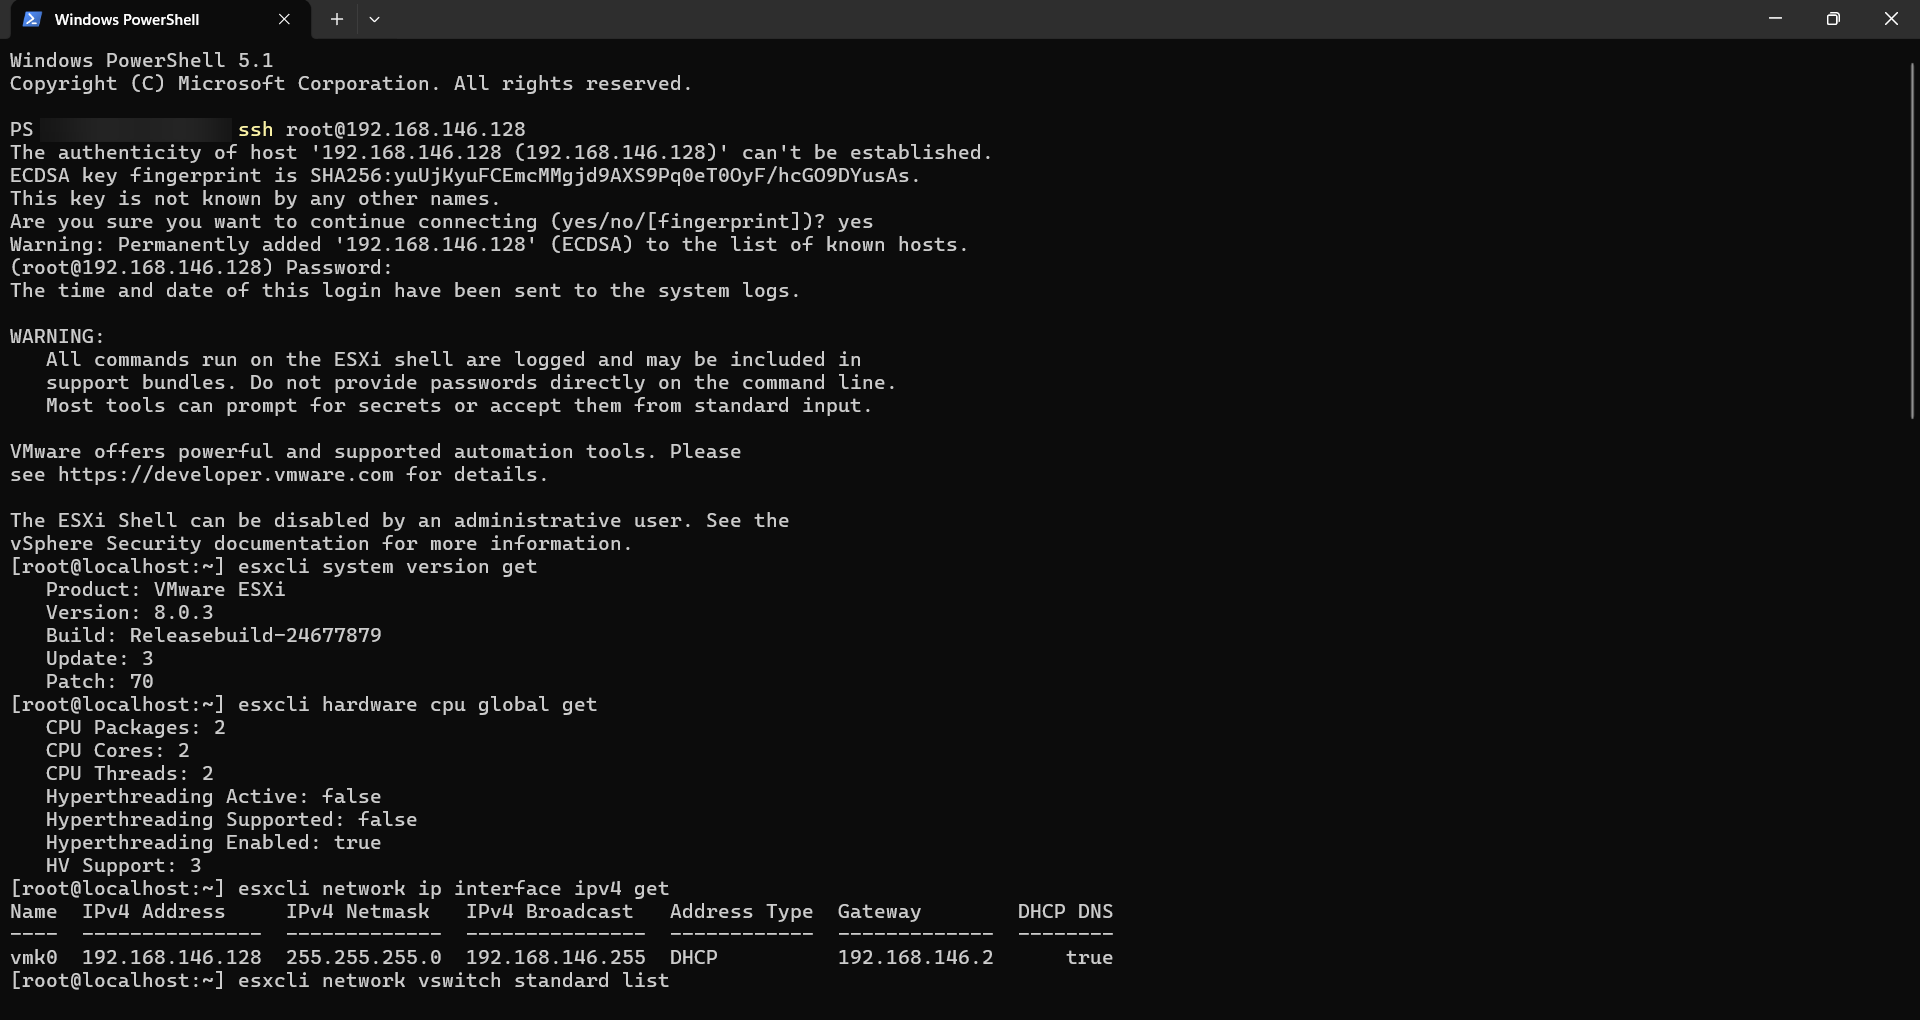 Windows PowerShell
Windows PowerShell 5.1
Copyright (C) Microsoft Corporation. All rights reserved.
PS ssh root@192.168.146.128
The authenticity of host '192.168.146.128 (192.168.146.128)' can't be established.
ECDSA key fingerprint is SHA256:yuUjKyuFCEmcMMgjd9AXS9Pq0eT0OyF/hcGO9DYusAs.
This key is not known by any other names.
Are you sure you want to continue connecting (yes/no/[fingerprint])? yes
Warning: Permanently added '192.168.146.128' (ECDSA) to the list of known hosts.
(root@192.168.146.128) Password:
The time and date of this login have been sent to the system logs.
WARNING:
   All commands run on the ESXi shell are logged and may be included in
   support bundles. Do not provide passwords directly on the command line.
   Most tools can prompt for secrets or accept them from standard input.
VMware offers powerful and supported automation tools. Please
see https://developer.vmware.com for details.
The ESXi Shell can be disabled by an administrative user. See the
vSphere Security documentation for more information.
[root@localhost:~] esxcli system version get
   Product: VMware ESXi
   Version: 8.0.3
   Build: Releasebuild-24677879
   Update: 3
   Patch: 70
[root@localhost:~] esxcli hardware cpu global get
   CPU Packages: 2
   CPU Cores: 2
   CPU Threads: 2
   Hyperthreading Active: false
   Hyperthreading Supported: false
   Hyperthreading Enabled: true
   HV Support: 3
[root@localhost:~] esxcli network ip interface ipv4 get
Name  IPv4 Address     IPv4 Netmask   IPv4 Broadcast   Address Type  Gateway        DHCP DNS
----  ---------------  -------------  ---------------  ------------  -------------  --------
vmk0  192.168.146.128  255.255.255.0  192.168.146.255  DHCP          192.168.146.2      true
[root@localhost:~] esxcli network vswitch standard list